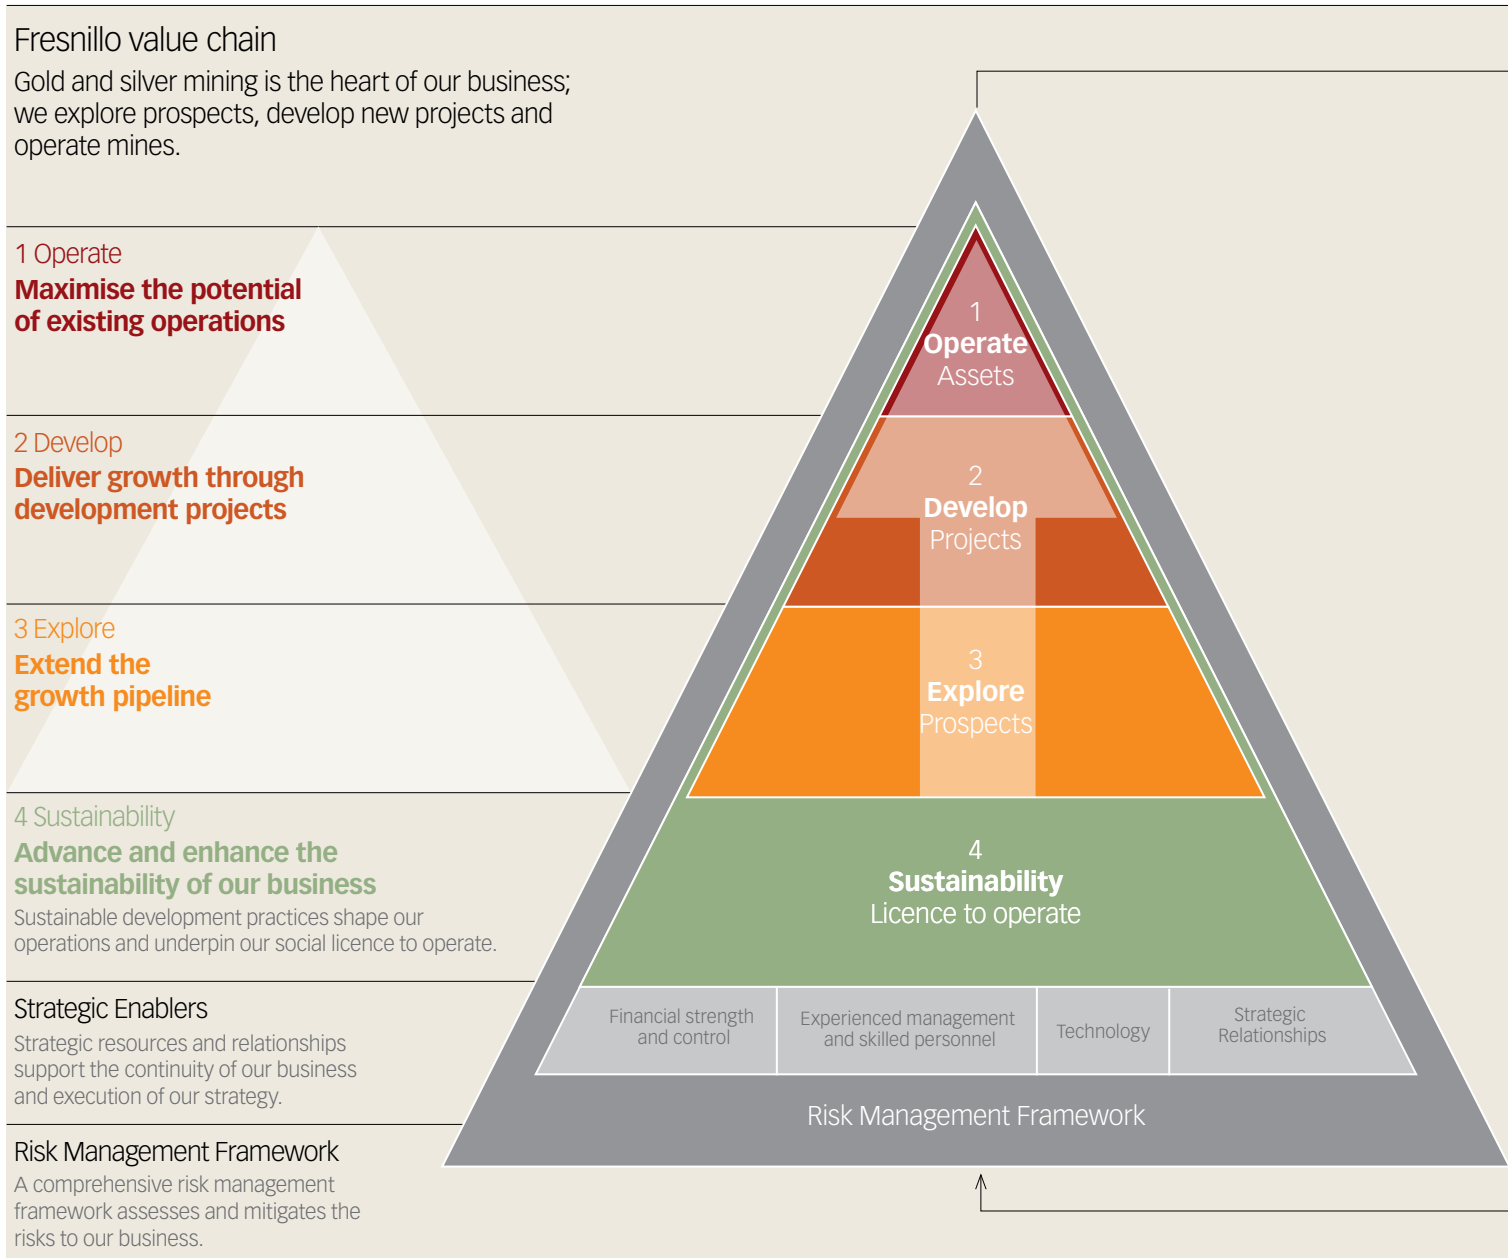 Fresnillo value chain
Gold and silver mining is the heart of our business;
we explore prospects, develop new projects and
operate mines.
1 Operate
Maximise the potential
of existing operations
2 Develop
Deliver growth through
development projects
3 Explore
Extend the
growth pipeline
4 Sustainability
Advance and enhance the
sustainability of our business
Sustainable development practices shape our
operations and underpin our social licence to operate.
Strategic Enablers
Strategic resources and relationships
support the continuity of our business
and execution of our strategy.
Risk Management Framework
A comprehensive risk management
framework assesses and mitigates the
risks to our business.
1
Operate
Assets
2
Develop
Projects
3
Explore
Prospects
4
Sustainability
Licence to operate
Financial strength
and control
Experienced management
and skilled personnel
Technology
Strategic
Relationships
Risk Management Framework